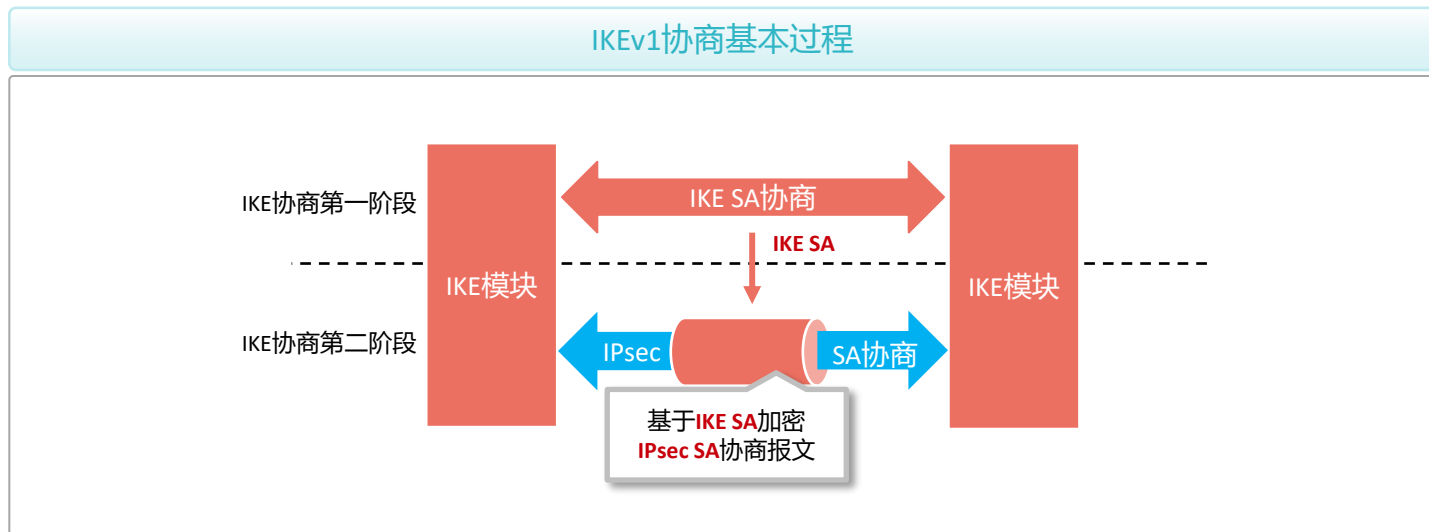 IKEv1协商基本过程
IKE协商第一阶段
IKE SA协商
IKE SA
IKE模块
IKE模块
IKE协商第二阶段
IPsec
SA协商
基于IKE SA加密
IPsec SA协商报文